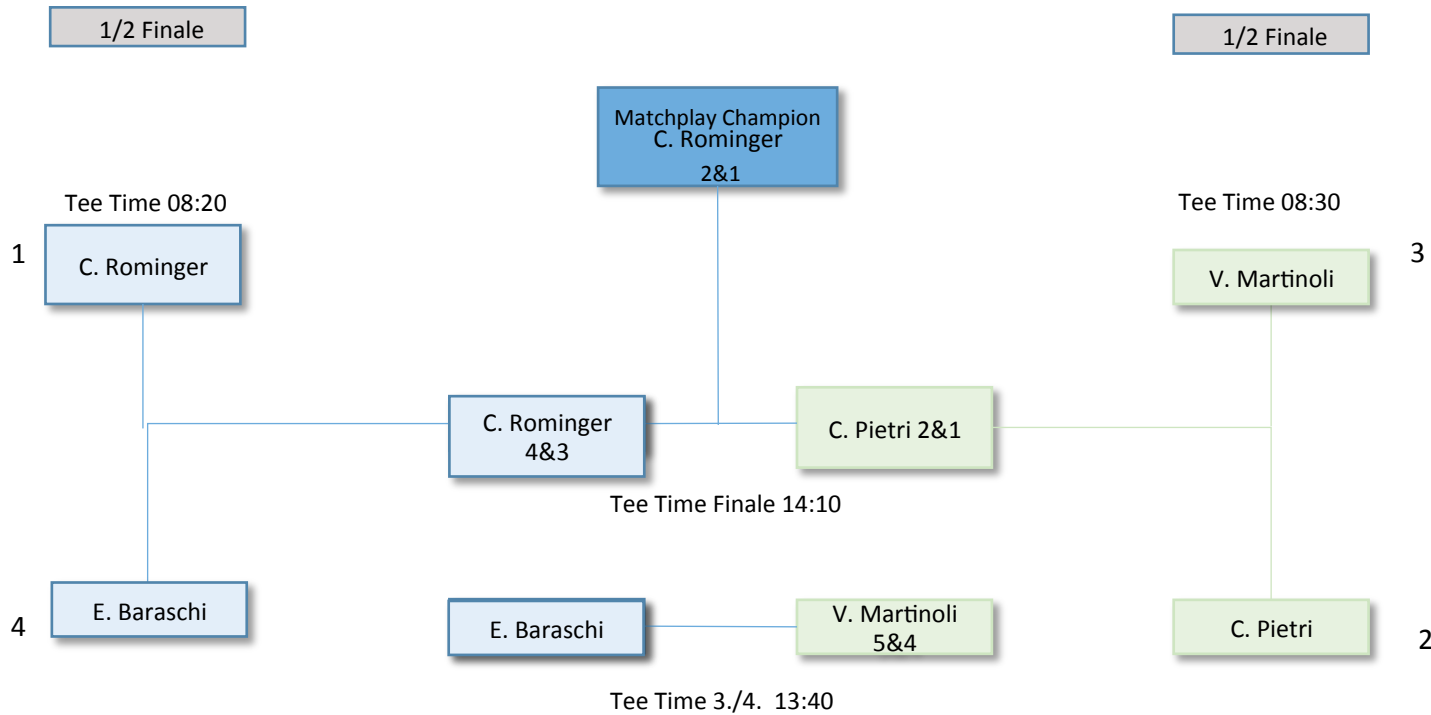 1/2 Finale
1/2 Finale
Matchplay Champion
C. Rominger
2&1
Tee Time 08:20
Tee Time 08:30
1
C. Rominger
V. Martinoli
3
C. Rominger
4&3
C. Pietri 2&1
Tee Time Finale 14:10
4
E. Baraschi
E. Baraschi
V. Martinoli
5&4
C. Pietri
2
Tee Time 3./4. 13:40